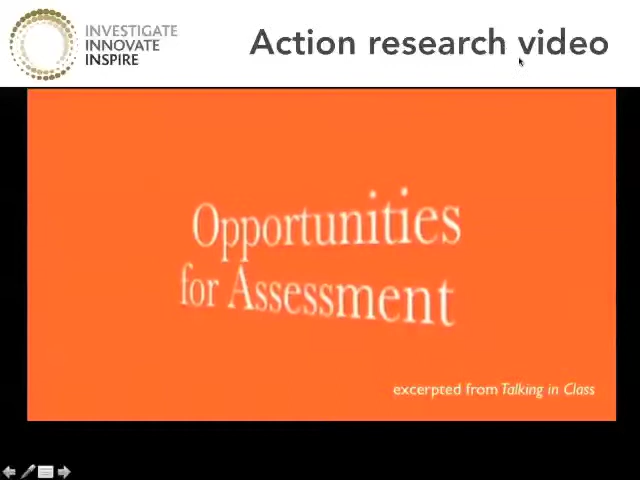 INVESTIGATE
INNOVATE
INSPIRE
Action research video
Opportunities
for Assessment
excerpted from Talking in Class